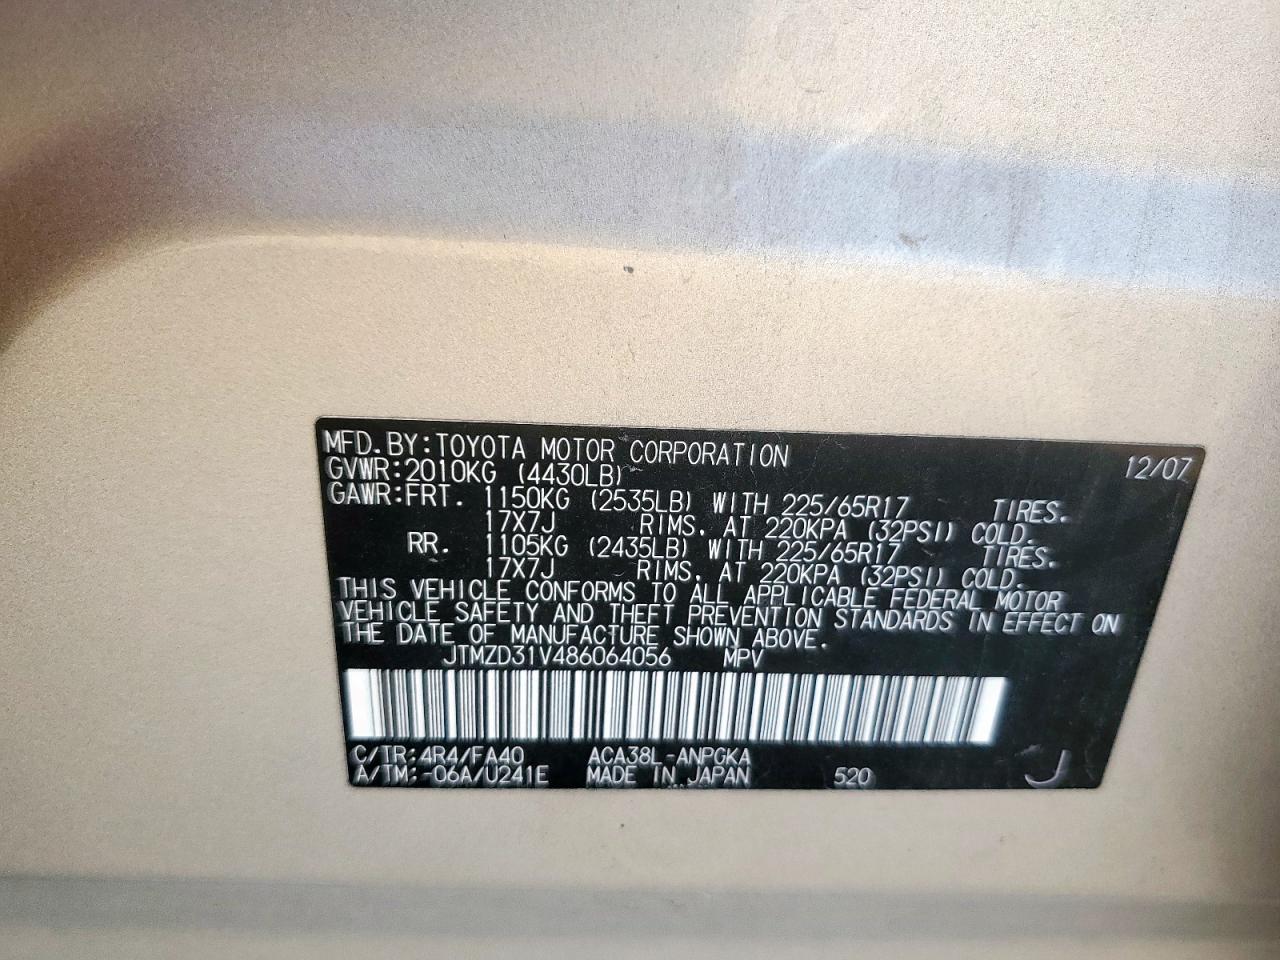 MFD. BY: TOYOTA MOTOR CORPORATION 12/07
GVWR: 2010KG (4430LB)
GAWR: FRT. 1150KG (2535LB) WITH 225/65R17 TIRES.
17X7J RIMS. AT 220KPA (32PSI) COLD.
RR. 1105KG (2435LB) WITH 225/65R17 TIRES.
17X7J RIMS. AT 220KPA (32PSI) COLD.
THIS VEHICLE CONFORMS TO ALL APPLICABLE FEDERAL MOTOR
VEHICLE SAFETY AND THEFT PREVENTION STANDARDS IN EFFECT ON
THE DATE OF MANUFACTURE SHOWN ABOVE.
JTMZD31V486064056 MPV
C/TR: 4R4/FA40 ACA38L-ANPGKA
A/TM: -06A/U241E MADE IN JAPAN 520 J